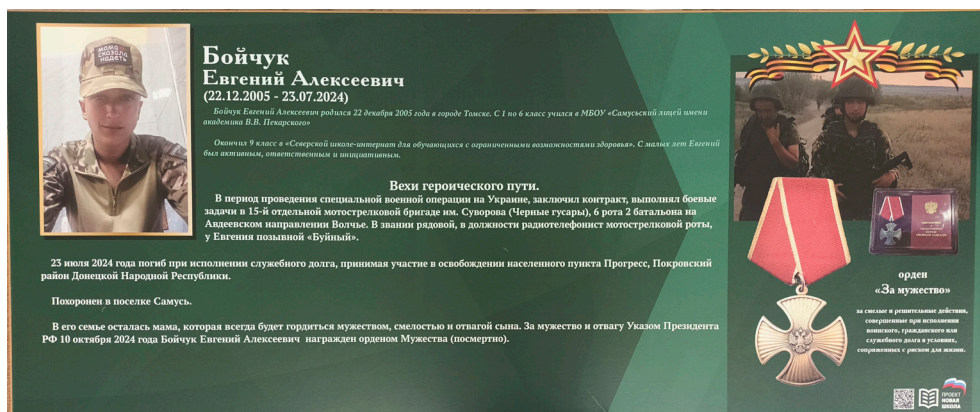 мама
сказала
надеть
Бойчук
Евгений Алексеевич
(22.12.2005 - 23.07.2024)
Бойчук Евгений Алексеевич родился 22 декабря 2005 года в городе Томске. С 1 по 6 класс учился в МБОУ «Самусьский лицей имени
академика В.В. Пекарского»
Окончил 9 класс в «Северской школе-интернат для обучающихся с ограниченными возможностями здоровья». С малых лет Евгений
был активным, ответственным и инициативным.
Вехи героического пути.
В период проведения специальной военной операции на Украине, заключил контракт, выполнял боевые
задачи в 15-й отдельной мотострелковой бригаде им. Суворова (Черные гусары), 6 рота 2 батальона на
Авдеевском направлении Волчье. В звании рядовой, в должности радиотелефонист мотострелковой роты,
у Евгения позывной «Буйный».
23 июля 2024 года погиб при исполнении служебного долга, принимая участие в освобождении населенного пункта Прогресс, Покровский
район Донецкой Народной Республики.
Похоронен в поселке Самусь.
В его семье осталась мама, которая всегда будет гордиться мужеством, смелостью и отвагой сына. За мужество и отвагу Указом Президента
РФ 10 октября 2024 года Бойчук Евгений Алексеевич награжден орденом Мужества (посмертно).
орден
«За мужество»
за смелые и решительные действия,
совершенные при исполнении
воинского, гражданского или
служебного долга в условиях,
сопряженных с риском для жизни.
ПРОЕКТ
НОВАЯ
ШКОЛА